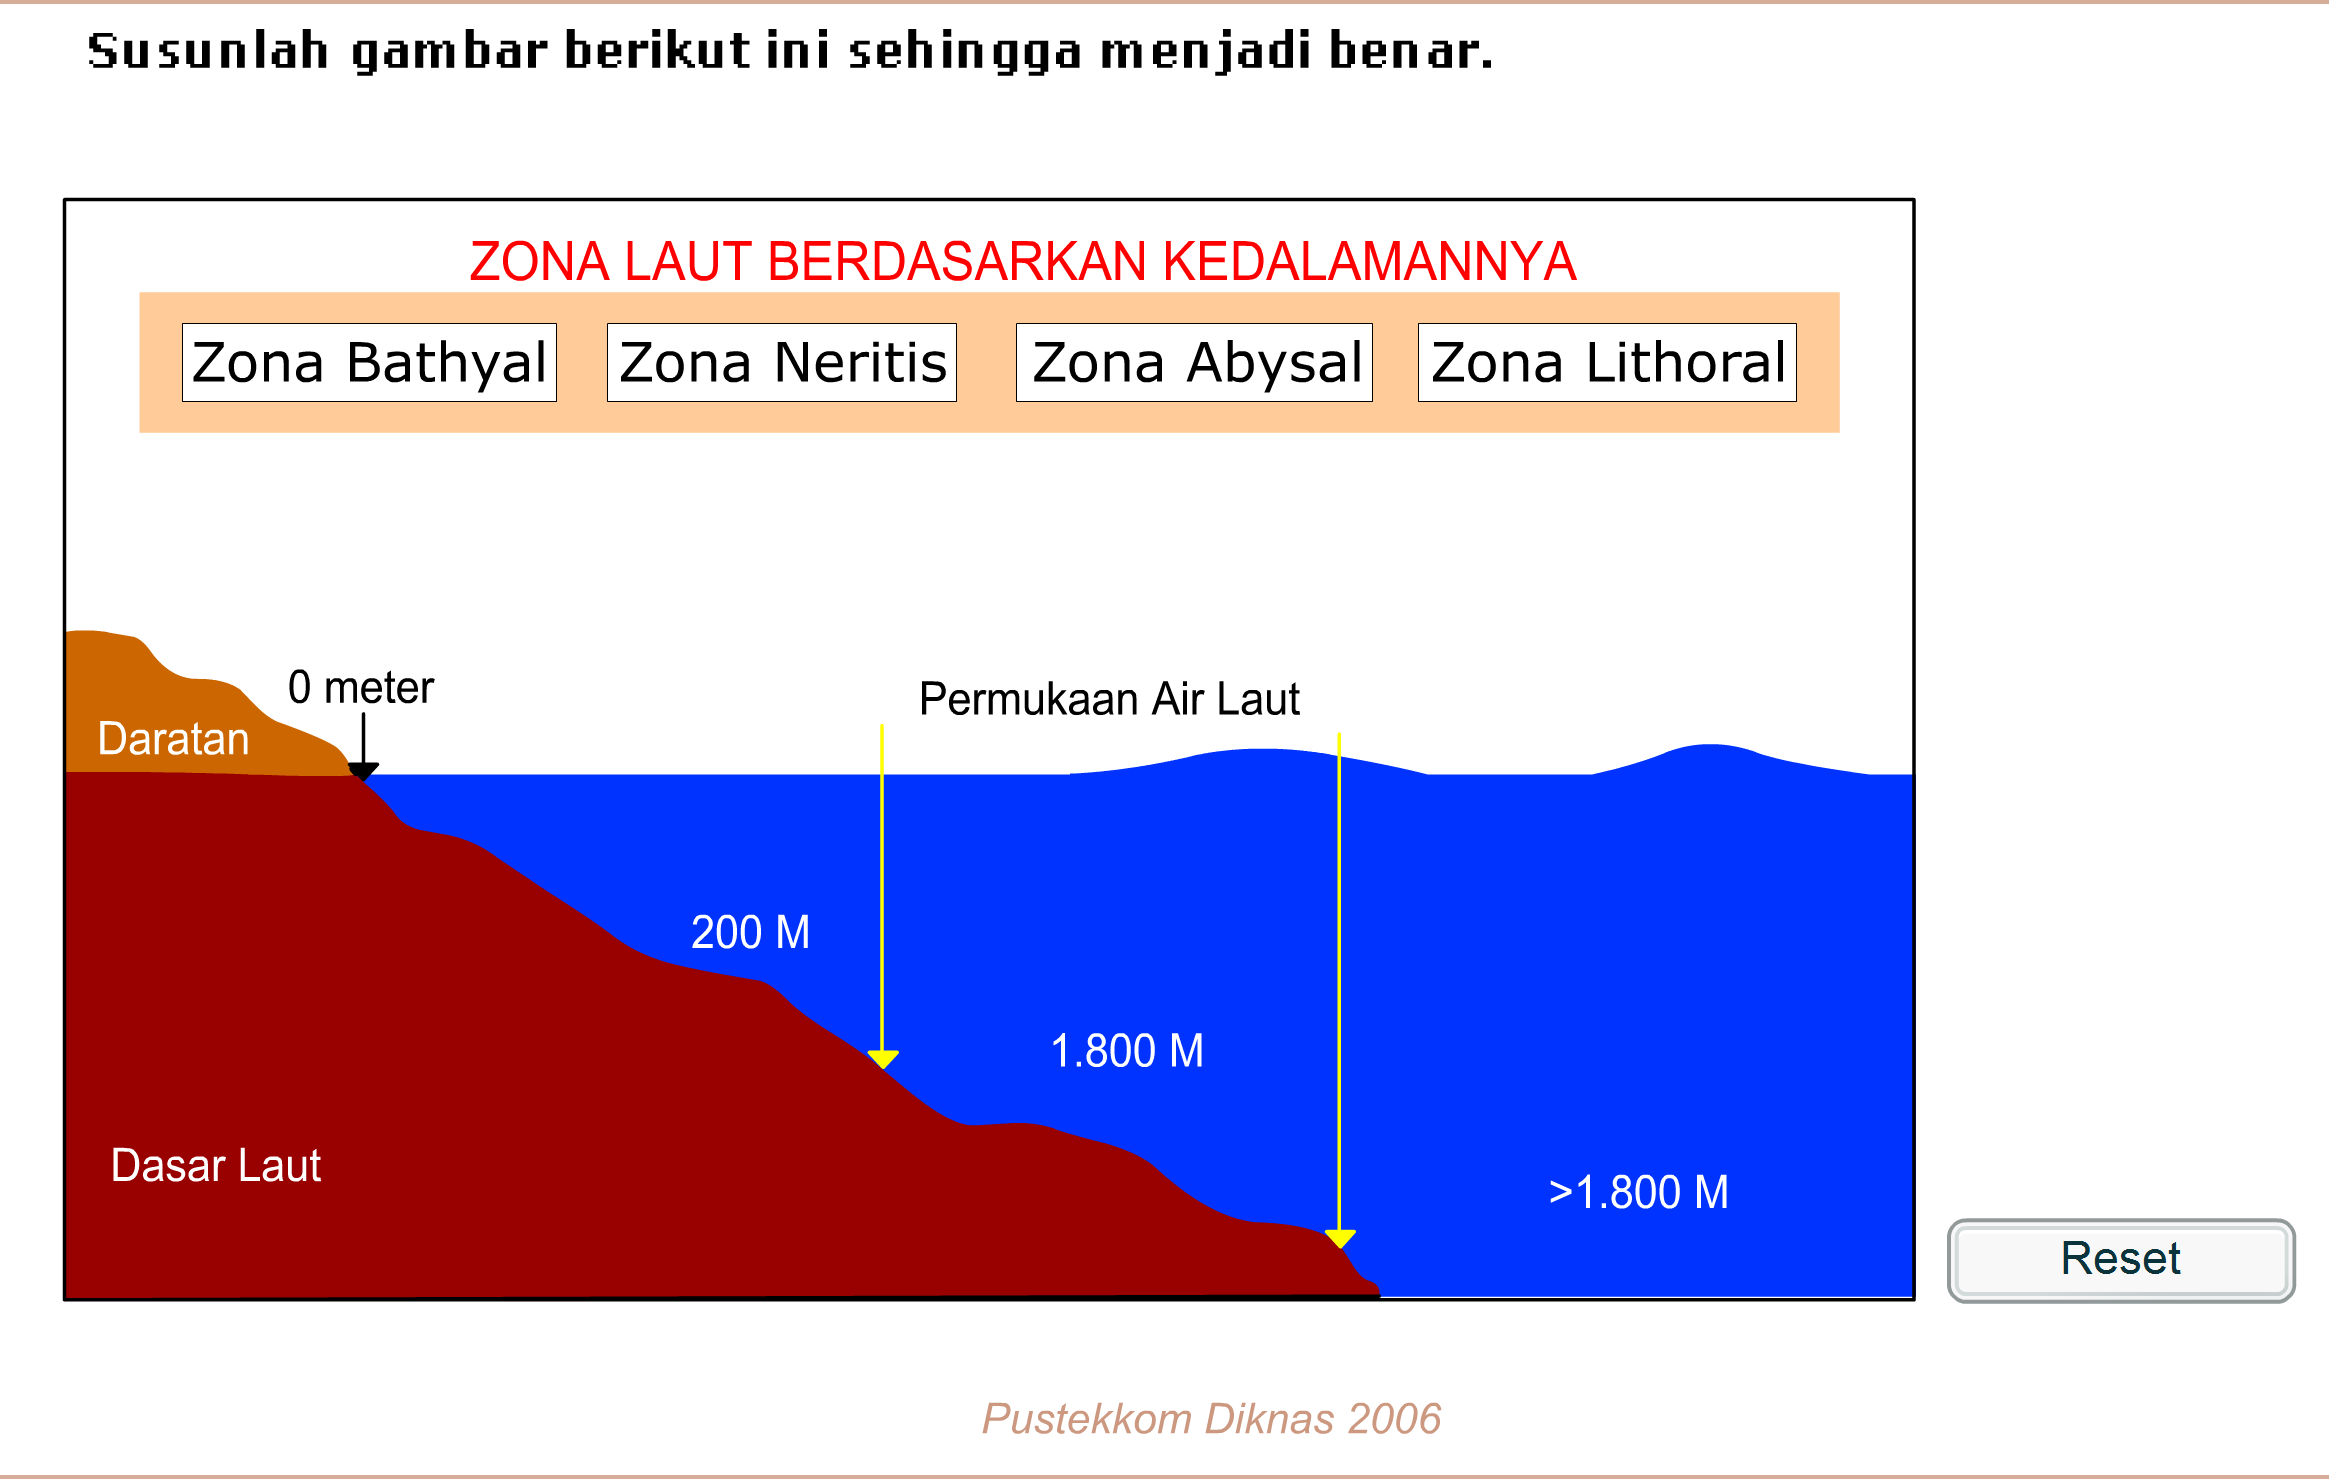 Susunlah gambar berikut ini sehingga menjadi benar.
ZONA LAUT BERDASARKAN KEDALAMANNYA
Zona Bathyal
Zona Neritis
Zona Abysal
Zona Lithoral
0 meter
Permukaan Air Laut
Daratan
200 M
1.800 M
Dasar Laut
>1.800 M
Reset
Pustekkom Diknas 2006